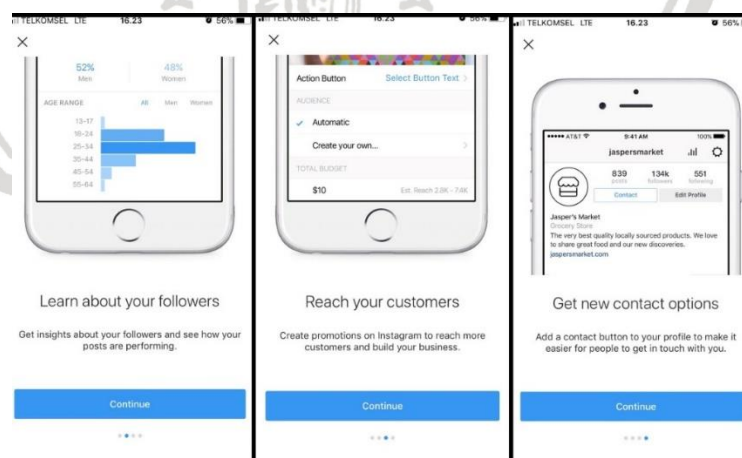 TELKOMSEL LTE 16.23 56%
52% 48%
Men Women
AGE RANGE All Men Women
13-17
18-24
25-34
35-44
45-54
55-64
Learn about your followers
Get insights about your followers and see how your
posts are performing.
Continue
TELKOMSEL LTE 16.23 56%
Action Button Select Button Text >
AUDIENCE
Automatic
Create your own... >
TOTAL BUDGET
$10 Est. Reach 2.8K - 7.4K
Reach your customers
Create promotions on Instagram to reach more
customers and build your business.
Continue
TELKOMSEL LTE 16.23 56%
AT&T 9:41 AM 100%
jaspersmarket
839 134k 551
posts followers following
Contact Edit Profile
Jasper's Market
Grocery Store
The very best quality locally sourced products. We love
to share great food and our new discoveries.
jaspersmarket.com
Get new contact options
Add a contact button to your profile to make it
easier for people to get in touch with you.
Continue